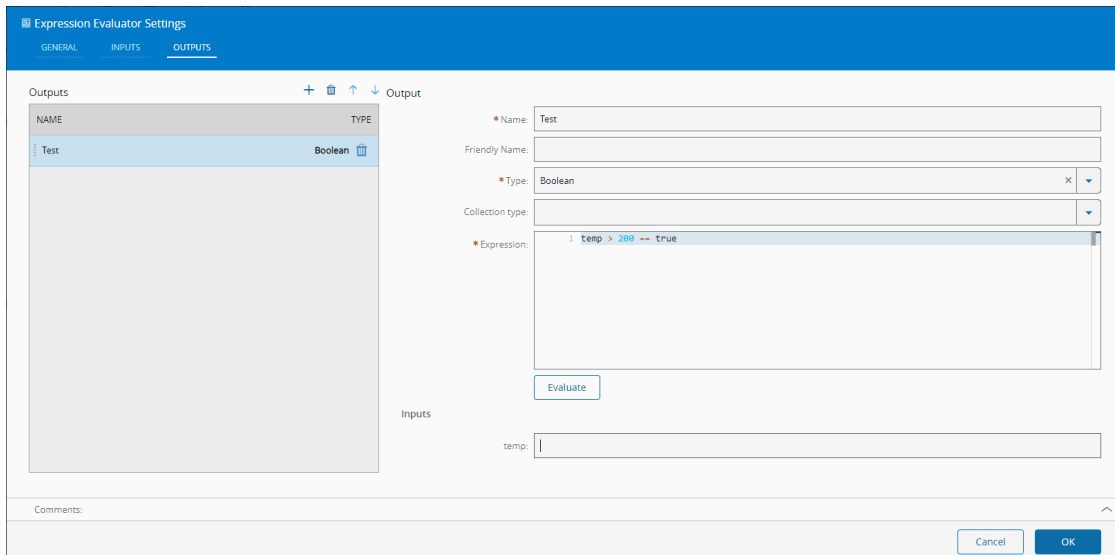 Expression Evaluator Settings
GENERAL INPUTS OUTPUTS
Outputs
NAME TYPE
Test Boolean
Output
* Name: Test
Friendly Name:
* Type: Boolean
Collection type:
* Expression: 1 temp > 200 == true
Evaluate
Inputs
temp:
Comments:
Cancel OK